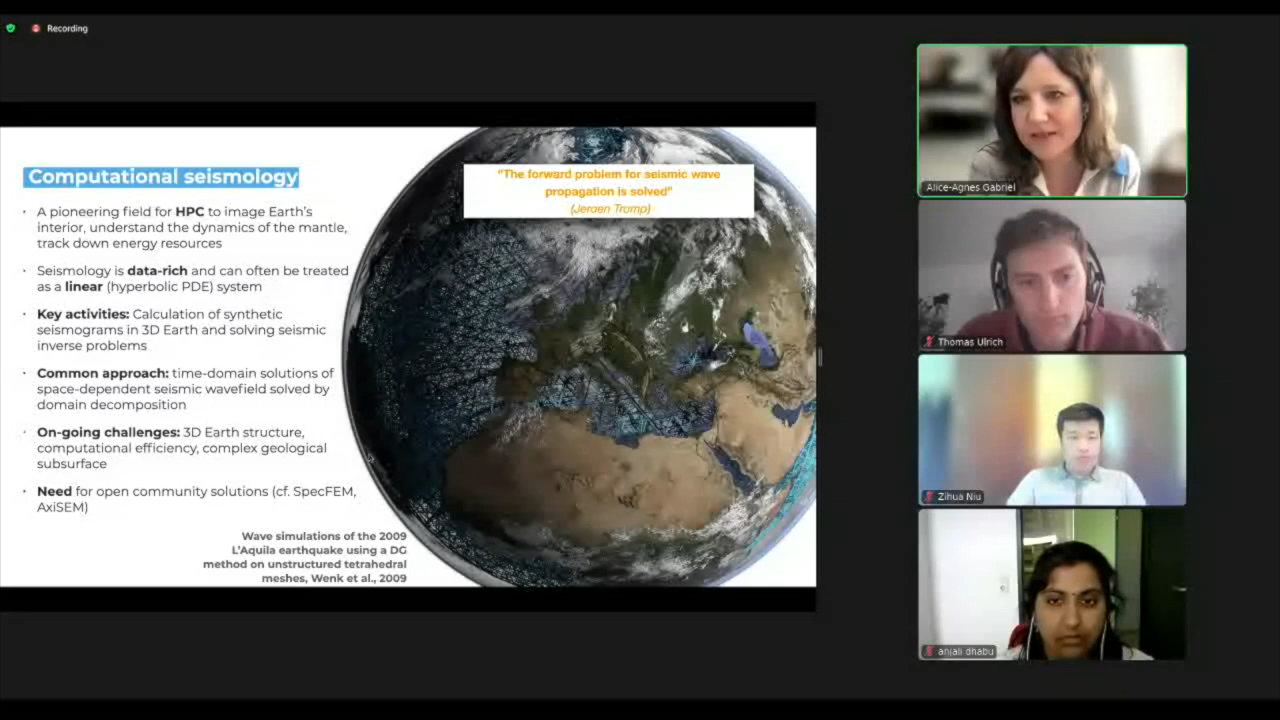 Recording
Computational seismology
· A pioneering field for HPC to image Earth's
interior, understand the dynamics of the mantle,
track down energy resources
· Seismology is data-rich and can often be treated
as a linear (hyperbolic PDE) system
· Key activities: Calculation of synthetic
seismograms in 3D Earth and solving seismic
inverse problems
· Common approach: time-domain solutions of
space-dependent seismic wavefield solved by
domain decomposition
· On-going challenges: 3D Earth structure,
computational efficiency, complex geological
subsurface
· Need for open community solutions (cf. SpecFEM,
AxiSEM)
Wave simulations of the 2009
L'Aquila earthquake using a DG
method on unstructured tetrahedral
meshes, Wenk et al., 2009
"The forward problem for seismic wave
propagation is solved"
(Jeroen Tromp)
Alice-Agnes Gabriel
Thomas Ulrich
Zihua Niu
anjali dhabu